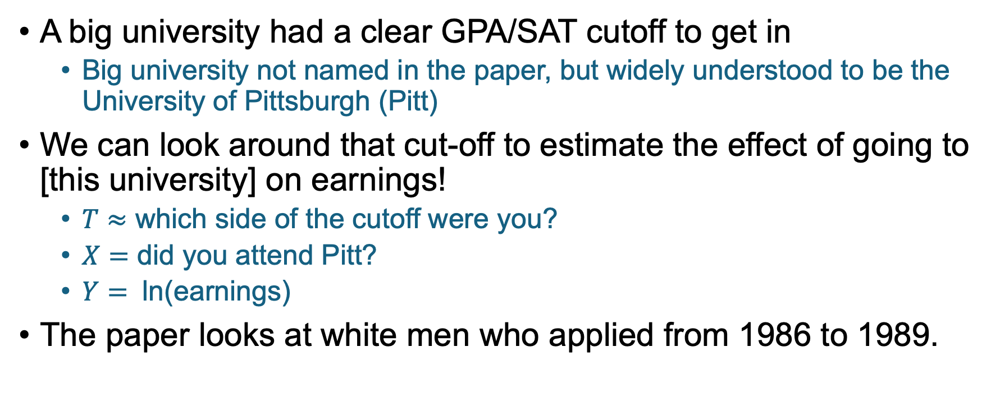 • A big university had a clear GPA/SAT cutoff to get in
• Big university not named in the paper, but widely understood to be the
University of Pittsburgh (Pitt)
• We can look around that cut-off to estimate the effect of going to
[this university] on earnings!
• T ≈ which side of the cutoff were you?
• X = did you attend Pitt?
• Y = ln(earnings)
• The paper looks at white men who applied from 1986 to 1989.